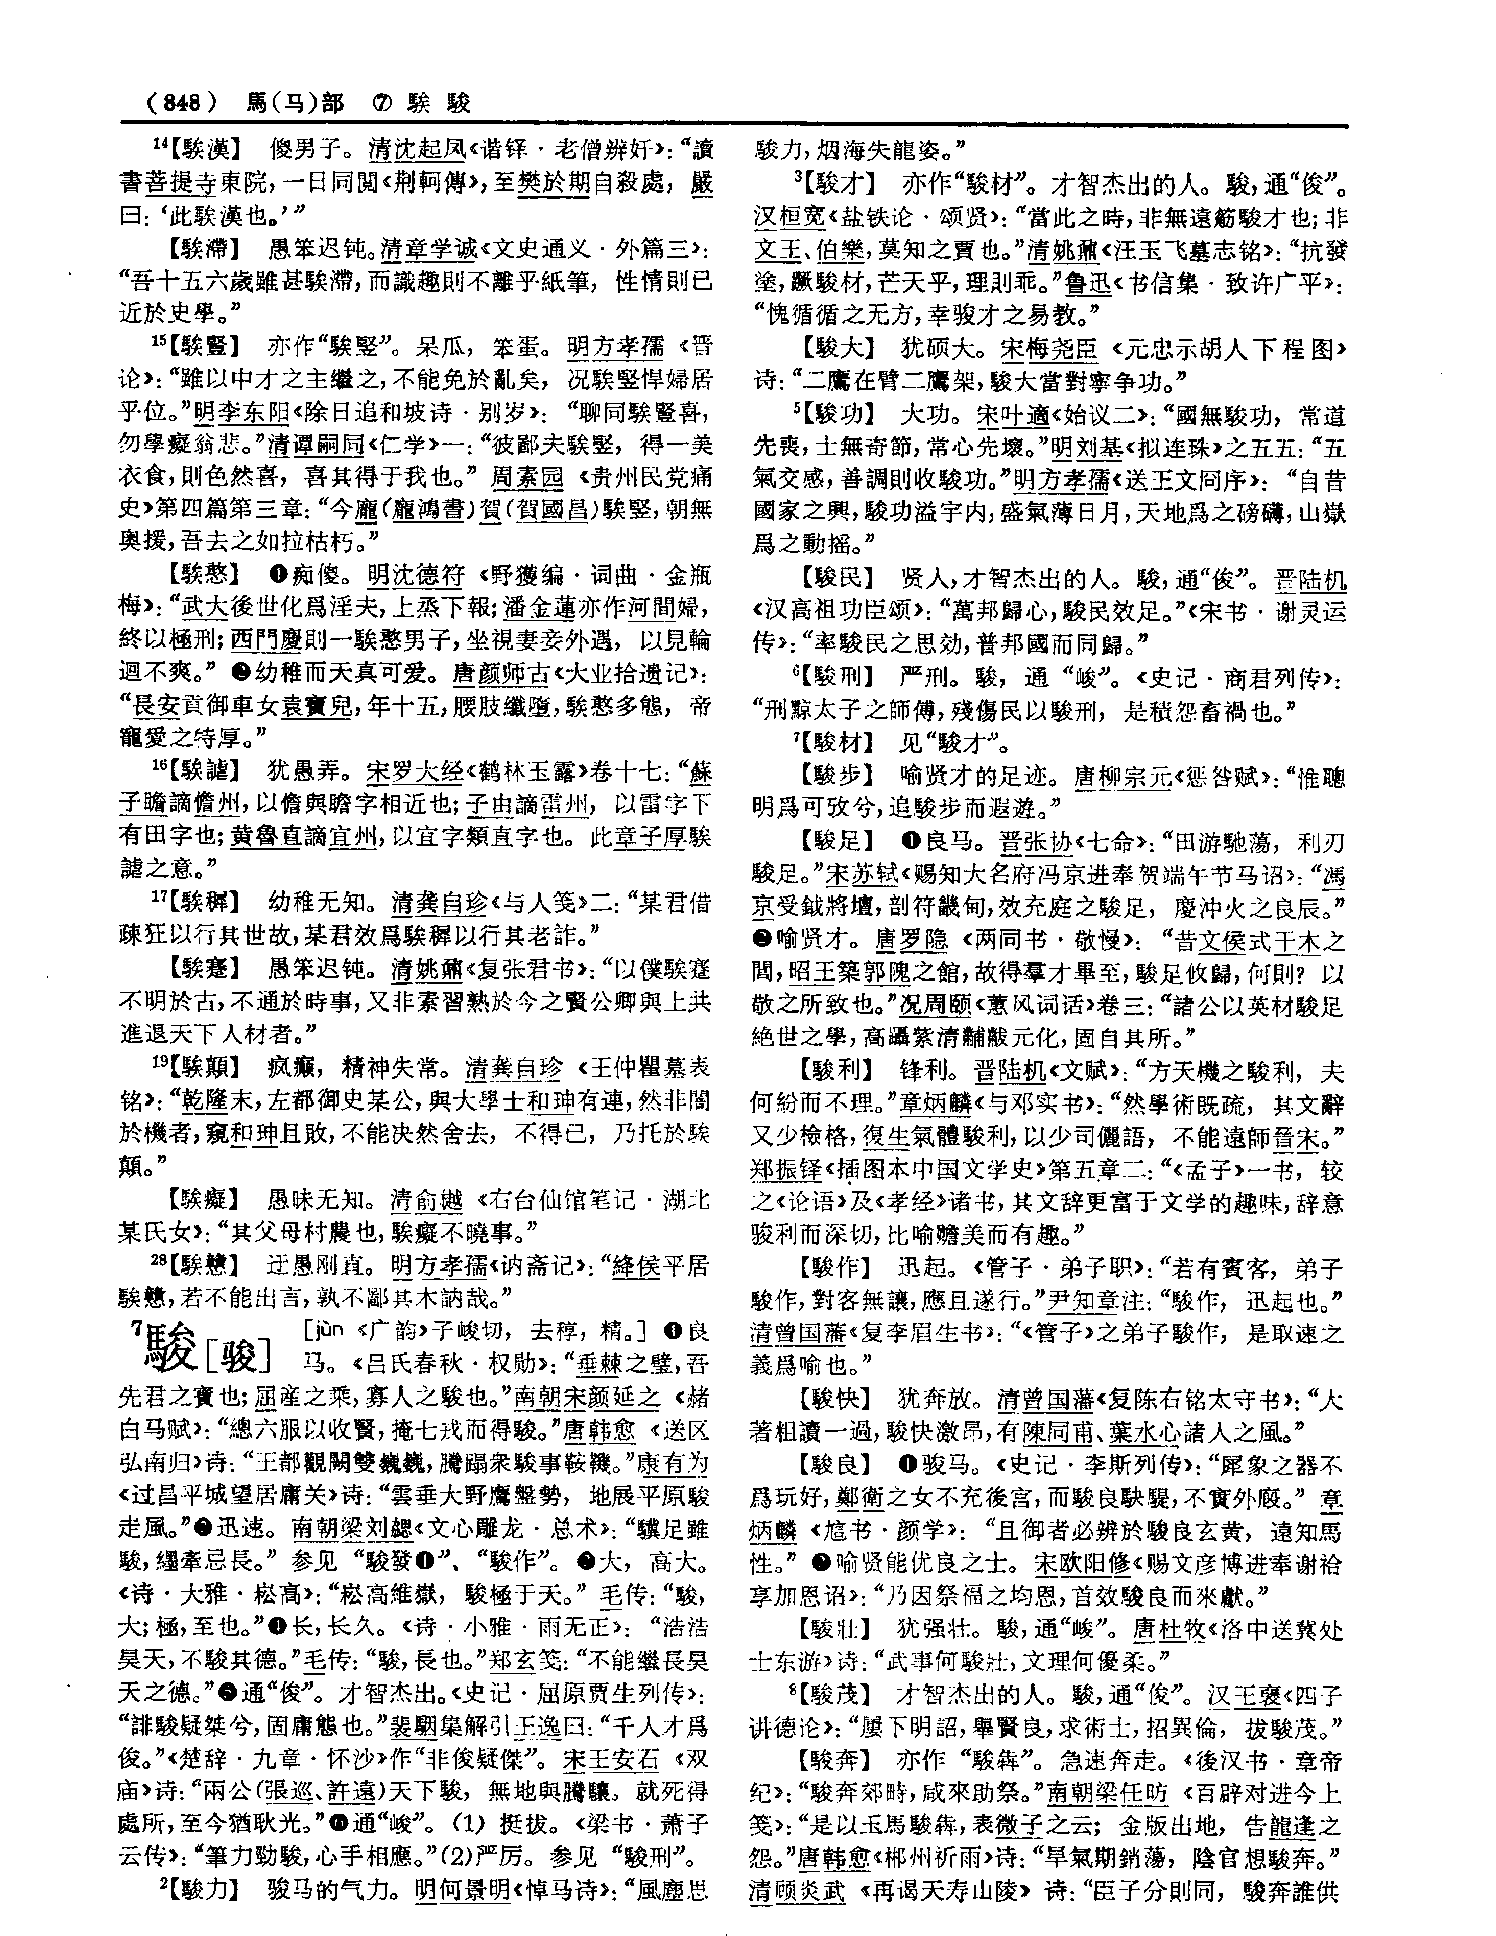 （848）　馬(马)部　⑦ 騃 駿
14【騃漢】　傻男子。清沈起凤《谐铎·老僧辨奸》：“讀
書菩提寺東院，一日同閲《荆軻傳》，至樊於期自殺處，嚴
曰：‘此騃漢也。’”
【騃滯】　愚笨迟钝。清章学诚《文史通义·外篇三》：
“吾十五六歲雖甚騃滯，而識趣則不離乎紙筆，性情則已
近於史學。”
15【騃豎】　亦作“騃竪”。呆瓜，笨蛋。明方孝孺《晋
论》：“雖以中才之主繼之，不能免於亂矣，况騃竪悍婦居
乎位。”明李东阳《除日追和坡诗·别岁》：“聊同騃豎喜，
勿學癡翁悲。”清谭嗣同《仁学》一：“彼鄙夫騃竪，得一美
衣食，則色然喜，喜其得于我也。”周素园《贵州民党痛
史》第四篇第三章：“今龐(龐鴻書)賀(賀國昌)騃竪，朝無
奥援，吾去之如拉枯朽。”
【騃憨】　❶痴傻。明沈德符《野獲编·词曲·金瓶
梅》：“武大後世化爲淫夫，上蒸下報；潘金蓮亦作河間婦，
終以極刑；西門慶則一騃憨男子，坐視妻妾外遇，以見輪
迴不爽。”❷幼稚而天真可爱。唐颜师古《大业拾遗记》：
“長安貢御車女袁寶兒，年十五，腰肢纖墮，騃憨多態，帝
寵愛之特厚。”
16【騃謔】　犹愚弄。宋罗大经《鹤林玉露》卷十七：“蘇
子瞻謫儋州，以儋與瞻字相近也；子由謫雷州，以雷字下
有田字也；黄魯直謫宜州，以宜字類直字也。此章子厚騃
謔之意。”
17【騃穉】　幼稚无知。清龚自珍《与人笺》二：“某君借
疎狂以行其世故，某君效爲騃穉以行其老詐。”
【騃蹇】　愚笨迟钝。清姚鼐《复张君书》：“以僕騃蹇
不明於古，不通於時事，又非素習熟於今之賢公卿與上共
進退天下人材者。”
19【騃顛】　疯癫，精神失常。清龚自珍《王仲瞿墓表
铭》：“乾隆末，左都御史某公，與大學士和珅有連，然非闇
於機者，窺和珅且敗，不能决然舍去，不得已，乃托於騃
顛。”
【騃癡】　愚昧无知。清俞樾《右台仙馆笔记·湖北
某氏女》：“其父母村農也，騃癡不曉事。”
28【騃戇】　迂愚刚直。明方孝孺《讷斋记》：“絳侯平居
騃戇，若不能出言，孰不鄙其木訥哉。”
7駿[骏]　[jùn《广韵》子峻切，去稕，精。]❶良
马。《吕氏春秋·权勋》：“垂棘之璧，吾
先君之寶也；屈産之乘，寡人之駿也。”南朝宋颜延之《赭
白马赋》：“總六服以收賢，掩七戎而得駿。”唐韩愈《送区
弘南归》诗：“王都觀闕雙巍巍，騰蹋衆駿事鞍鞿。”康有为
《过昌平城望居庸关》诗：“雲垂大野鷹盤勢，地展平原駿
走風。”❷迅速。南朝梁刘勰《文心雕龙·总术》：“驥足雖
駿，纆牽忌長。”参见“駿發❶”、“駿作”。❸大，高大。
《诗·大雅·崧高》：“崧高維嶽，駿極于天。”毛传：“駿，
大；極，至也。”❹长，长久。《诗·小雅·雨无正》：“浩浩
昊天，不駿其德。”毛传：“駿，長也。”郑玄笺：“不能繼長昊
天之德。”❺通“俊”。才智杰出。《史记·屈原贾生列传》：
“誹駿疑桀兮，固庸態也。”裴駰集解引王逸曰：“千人才爲
俊。”《楚辞·九章·怀沙》作“非俊疑傑”。宋王安石《双
庙》诗：“兩公(張巡、許遠)天下駿，無地與騰驤。就死得
處所，至今猶耿光。”❻通“峻”。(1)挺拔。《梁书·萧子
云传》：“筆力勁駿，心手相應。”(2)严厉。参见“駿刑”。
2【駿力】　骏马的气力。明何景明《悼马诗》：“風塵思
駿力，烟海失龍姿。”
3【駿才】　亦作“駿材”。才智杰出的人。駿，通“俊”。
汉桓宽《盐铁论·颂贤》：“當此之時，非無遠筋駿才也；非
文王、伯樂，莫知之賈也。”清姚鼐《汪玉飞墓志铭》：“抗發
塗，蹶駿材，芒天乎，理則乖。”鲁迅《书信集·致许广平》：
“愧循循之无方，幸骏才之易教。”
【駿大】　犹硕大。宋梅尧臣《元忠示胡人下程图》
诗：“二鷹在臂二鷹架，駿大當對寧争功。”
5【駿功】　大功。宋叶適《始议二》：“國無駿功，常道
先喪，士無奇節，常心先壞。”明刘基《拟连珠》之五五：“五
氣交感，善調則收駿功。”明方孝孺《送王文冏序》：“自昔
國家之興，駿功溢宇内，盛氣薄日月，天地爲之磅礴，山嶽
爲之動摇。”
【駿民】　贤人，才智杰出的人。駿，通“俊”。晋陆机
《汉高祖功臣颂》：“萬邦歸心，駿民效足。”《宋书·谢灵运
传》：“率駿民之思効，普邦國而同歸。”
6【駿刑】　严刑。駿，通“峻”。《史记·商君列传》：
“刑黥太子之師傅，殘傷民以駿刑，是積怨畜禍也。”
7【駿材】　见“駿才”。
【駿步】　喻贤才的足迹。唐柳宗元《惩咎赋》：“惟聰
明爲可攷兮，追駿步而遐遊。”
【駿足】　❶良马。晋张协《七命》：“田游馳蕩，利刃
駿足。”宋苏轼《赐知大名府冯京进奉贺端午节马诏》：“馮
京受鉞將壇，剖符畿甸，效充庭之駿足，慶沖火之良辰。”
❷喻贤才。唐罗隐《两同书·敬慢》：“昔文侯式干木之
閭，昭王築郭隗之館，故得羣才畢至，駿足攸歸，何則？以
敬之所致也。”况周颐《蕙风词话》卷三：“諸公以英材駿足
絶世之學，高躡紫清黼黻元化，固自其所。”
【駿利】　锋利。晋陆机《文赋》：“方天機之駿利，夫
何紛而不理。”章炳麟《与邓实书》：“然學術既疏，其文辭
又少檢格，復生氣體駿利，以少司儷語，不能遠師晉宋。”
郑振铎《插图本中国文学史》第五章二：“《孟子》一书，较
之《论语》及《孝经》诸书，其文辞更富于文学的趣味，辞意
骏利而深切，比喻赡美而有趣。”
【駿作】　迅起。《管子·弟子职》：“若有賓客，弟子
駿作，對客無讓，應且遂行。”尹知章注：“駿作，迅起也。”
清曾国藩《复李眉生书》：“《管子》之弟子駿作，是取速之
義爲喻也。”
【駿快】　犹奔放。清曾国藩《复陈右铭太守书》：“大
著粗讀一過，駿快激昂，有陳同甫、葉水心諸人之風。”
【駿良】　❶骏马。《史记·李斯列传》：“犀象之器不
爲玩好，鄭衛之女不充後宫，而駿良駃騠，不實外廄。”章
炳麟《訄书·颜学》：“且御者必辨於駿良玄黄，遠知馬
性。”❷喻贤能优良之士。宋欧阳修《赐文彦博进奉谢祫
享加恩诏》：“乃因祭福之均恩，首效駿良而來獻。”
【駿壯】　犹强壮。駿，通“峻”。唐杜牧《洛中送冀处
士东游》诗：“武事何駿壯，文理何優柔。”
8【駿茂】　才智杰出的人。駿，通“俊”。汉王褒《四子
讲德论》：“屢下明詔，舉賢良，求術士，招異倫，拔駿茂。”
【駿奔】　亦作“駿犇”。急速奔走。《後汉书·章帝
纪》：“駿奔郊畤，咸來助祭。”南朝梁任昉《百辟劝进今上
笺》：“是以玉馬駿犇，表微子之云；金版出地，告龍逢之
怨。”唐韩愈《郴州祈雨》诗：“旱氣期銷蕩，陰官想駿奔。”
清顾炎武《再谒天寿山陵》诗：“臣子分則同，駿奔誰供